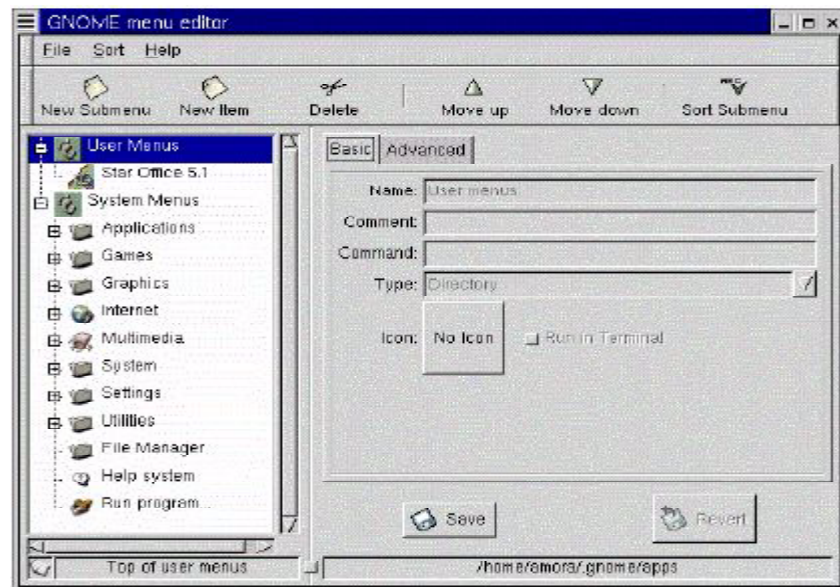 GNOME menu editor
File Sort Help
New Submenu New Item Delete Move up Move down Sort Submenu
User Menus
Star Office 5.1
System Menus
Applications
Games
Graphics
Internet
Multimedia
System
Settings
Utilities
File Manager
Help system
Run program...
Basic Advanced
Name: User menus
Comment:
Command:
Type: Directory
Icon: No Icon Run in Terminal
Save Revert
Top of user menus /home/amora/.gnome/apps